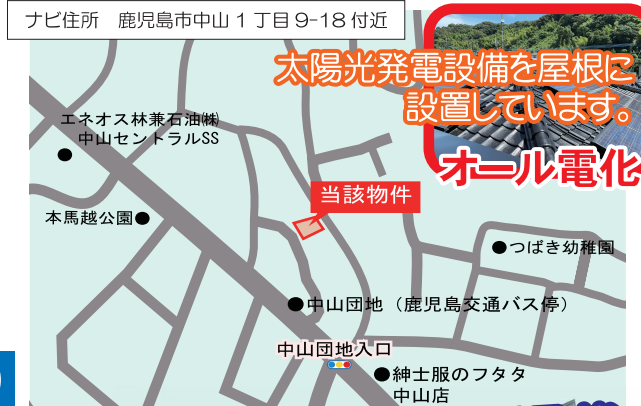 ナビ住所 鹿児島市中山1丁目9-18付近
太陽光発電設備を屋根に
設置しています。
オール電化
エネオス林兼石油㈱
中山セントラルSS
当該物件
本馬越公園
つばき幼稚園
中山団地（鹿児島交通バス停）
中山団地入口
紳士服のフタタ
中山店